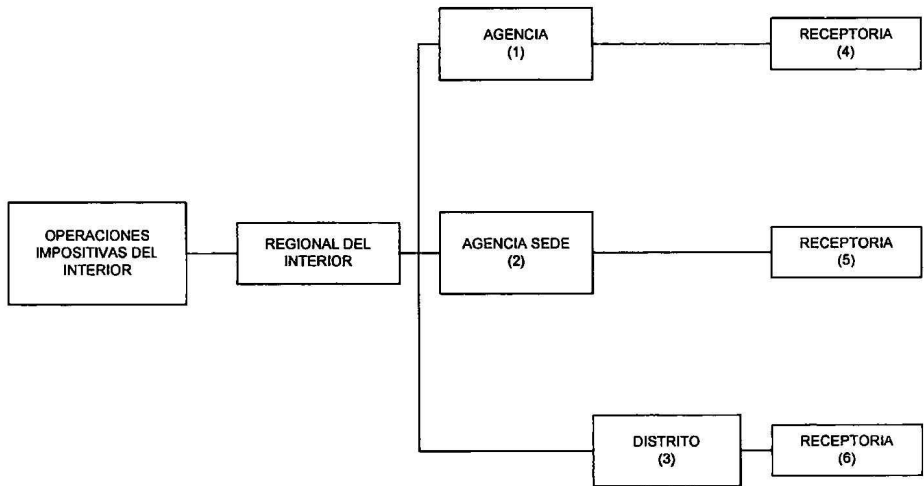 AGENCIA
(1)
RECEPTORIA
(4)
OPERACIONES
IMPOSITIVAS DEL
INTERIOR
REGIONAL DEL
INTERIOR
AGENCIA SEDE
(2)
RECEPTORIA
(5)
DISTRITO
(3)
RECEPTORIA
(6)